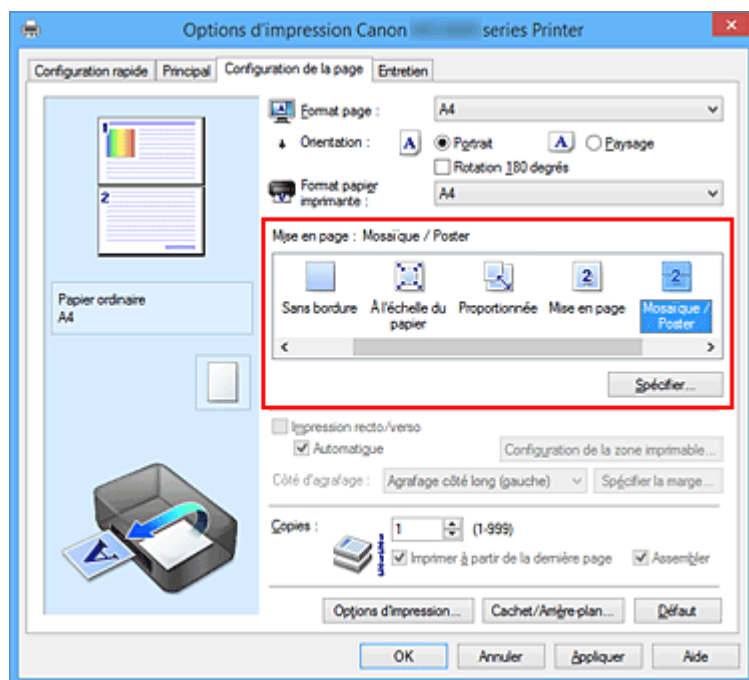 Options d'impression Canon series Printer
Configuration rapide Principal Configuration de la page Entretien
1
2
Papier ordinaire
A4
Format page : A4
Orientation : A Portrait A Paysage
Rotation 180 degrés
Format papier imprimante : A4
Mise en page : Mosaïque / Poster
2 2
Sans bordure À l'échelle du papier Proportionnée Mise en page Mosaïque / Poster
Spécifier...
Impression recto/verso
Automatique Configuration de la zone imprimable...
Côté d'agrafage : Agrafage côté long (gauche) Spécifier la marge...
Copies : 1 (1-999)
Imprimer à partir de la dernière page Assembler
Options d'impression... Cachet/Arrière-plan... Défaut
OK Annuler Appliquer Aide